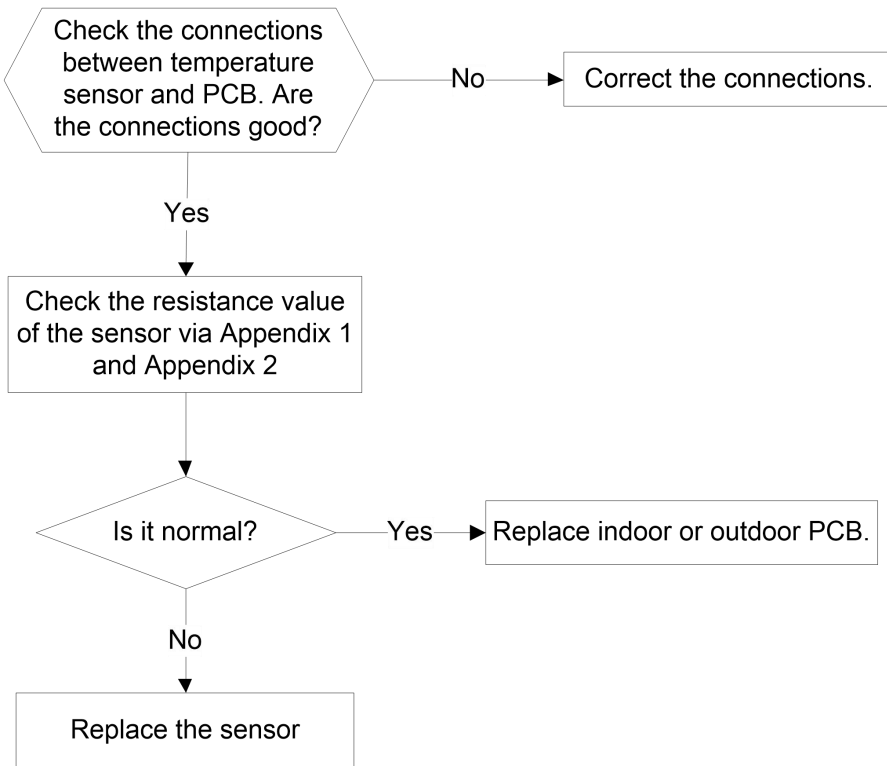 Check the connections
between temperature
sensor and PCB. Are
the connections good?
No
Correct the connections.
Yes
Check the resistance value
of the sensor via Appendix 1
and Appendix 2
Is it normal?
Yes
Replace indoor or outdoor PCB.
No
Replace the sensor